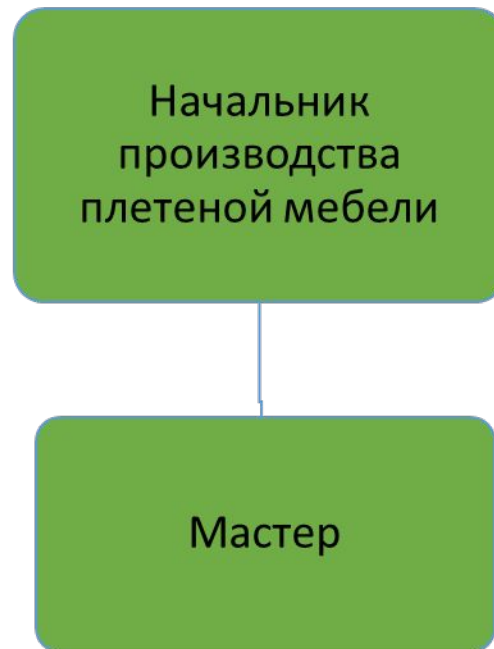 Начальник
производства
плетеной мебели
Мастер